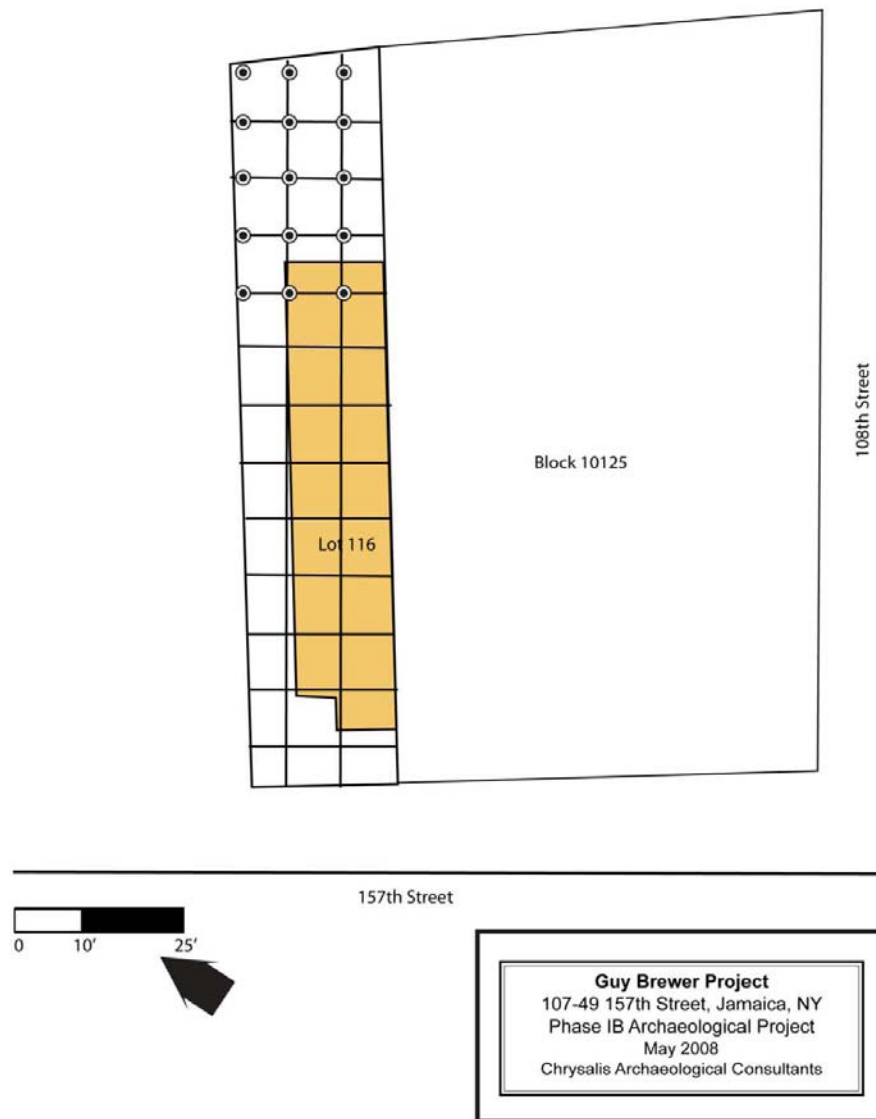 108th Street
Block 10125
Lot 116
157th Street
0 10' 25'
Guy Brewer Project
107-49 157th Street, Jamaica, NY
Phase IB Archaeological Project
May 2008
Chrysalis Archaeological Consultants